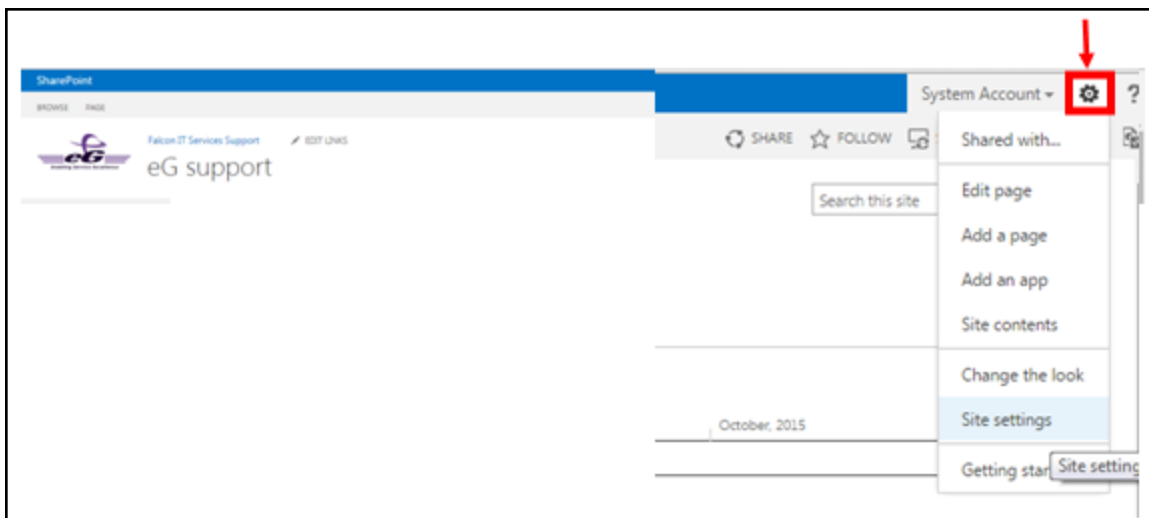 SharePoint
BROWSE PAGE
Falcon IT Services Support EDIT LINKS
eG
eG support
System Account
?
SHARE FOLLOW
Search this site
Shared with...
Edit page
Add a page
Add an app
Site contents
Change the look
Site settings
Getting star
Site setting
October, 2015